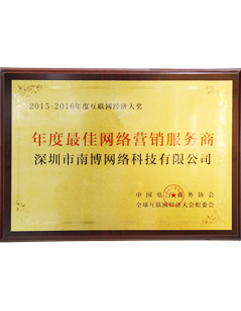 2015-2016年度互联网经济大奖
年度最佳网络营销服务商
深圳市南博网络科技有限公司
中国电子商务协会
全球互联网经济大会组委会